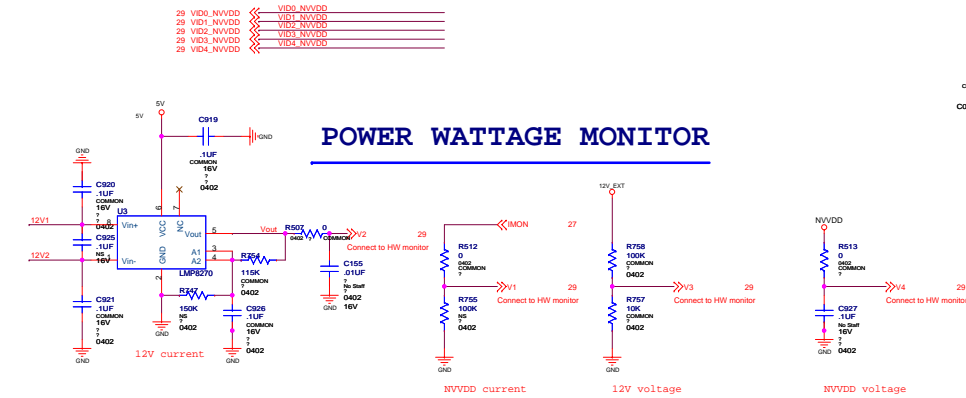 29 VID0_NVVDD VID0_NVVDD
29 VID1_NVVDD VID1_NVVDD
29 VID2_NVVDD VID2_NVVDD
29 VID3_NVVDD VID3_NVVDD
29 VID4_NVVDD VID4_NVVDD
POWER WATTAGE MONITOR
5V
5V
C919
GND
.1UF
COMMON
16V
?
?
0402
GND
C920
.1UF
COMMON
16V
?
?
0402
12V1
C925
.1UF
NS
16V
12V2
C921
.1UF
COMMON
16V
?
?
0402
GND
U3
8 Vin+
Vin-
6 VCC
7 NC
GND 2
Vout 5
A1 3
A2 4
LMP8270
Vout
R507 0
0402 ? COMMON
V2 29
Connect to HW monitor
R754
115K
COMMON
?
0402
R747
150K
NS
?
0402
GND
C926
.1UF
COMMON
16V
?
?
0402
GND
C155
.01UF
?
No Stuff
?
0402
16V
GND
12V current
IMON 27
R512
0
0402
COMMON
?
V1 29
Connect to HW monitor
R755
100K
NS
?
0402
GND
NVVDD current
12V_EXT
R758
100K
COMMON
?
0402
V3 29
Connect to HW monitor
R757
10K
COMMON
?
0402
GND
12V voltage
NVVDD
R513
0
0402
COMMON
?
V4 29
Connect to HW monitor
C927
.1UF
No Stuff
16V
?
?
0402
GND
NVVDD voltage